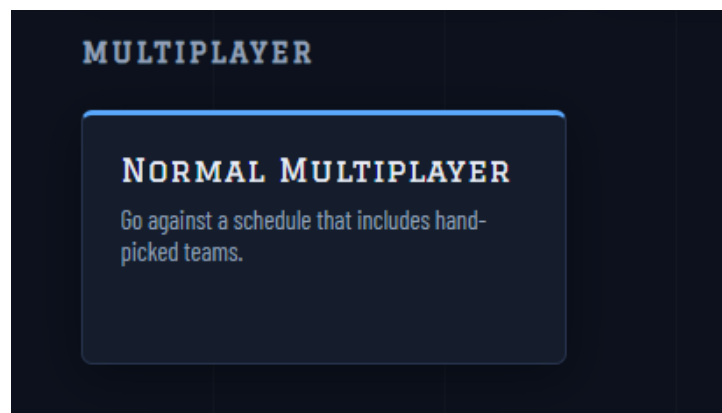 MULTIPLAYER
Normal Multiplayer
Go against a schedule that includes hand-
picked teams.